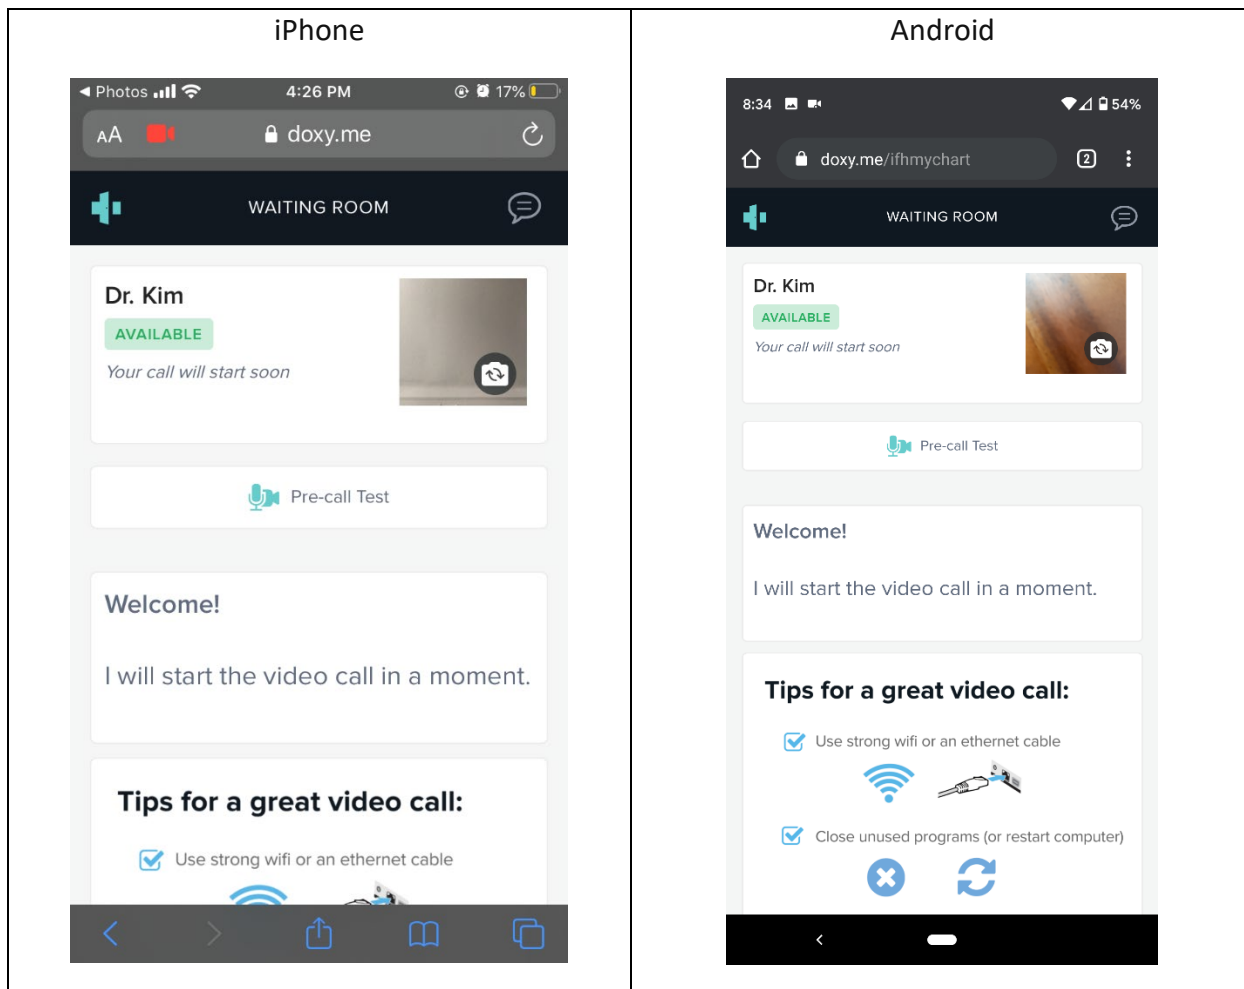 iPhone
Photos 4:26 PM 17%
AA doxy.me
WAITING ROOM
Dr. Kim
AVAILABLE
Your call will start soon
Pre-call Test
Welcome!
I will start the video call in a moment.
Tips for a great video call:
Use strong wifi or an ethernet cable
Android
8:34 54%
doxy.me/ifhmychart 2
WAITING ROOM
Dr. Kim
AVAILABLE
Your call will start soon
Pre-call Test
Welcome!
I will start the video call in a moment.
Tips for a great video call:
Use strong wifi or an ethernet cable
Close unused programs (or restart computer)